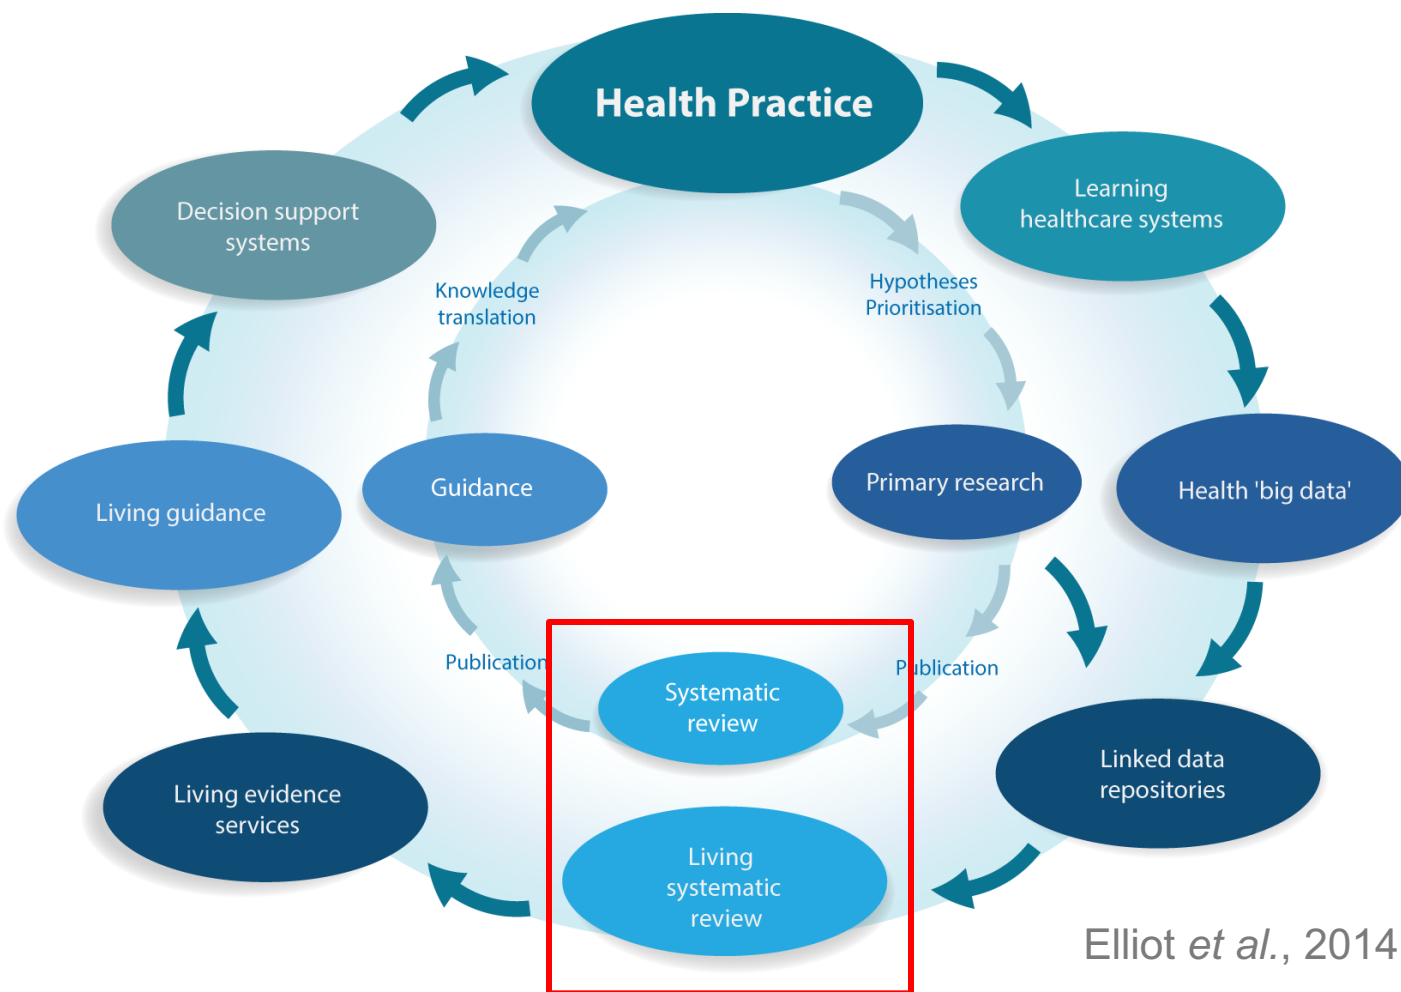 Health Practice
Learning
healthcare systems
Decision support
systems
Knowledge
translation
Hypotheses
Prioritisation
Living guidance
Guidance
Primary research
Health 'big data'
Publication
Systematic
review
Publication
Living evidence
services
Living
systematic
review
Linked data
repositories
Elliot et al., 2014